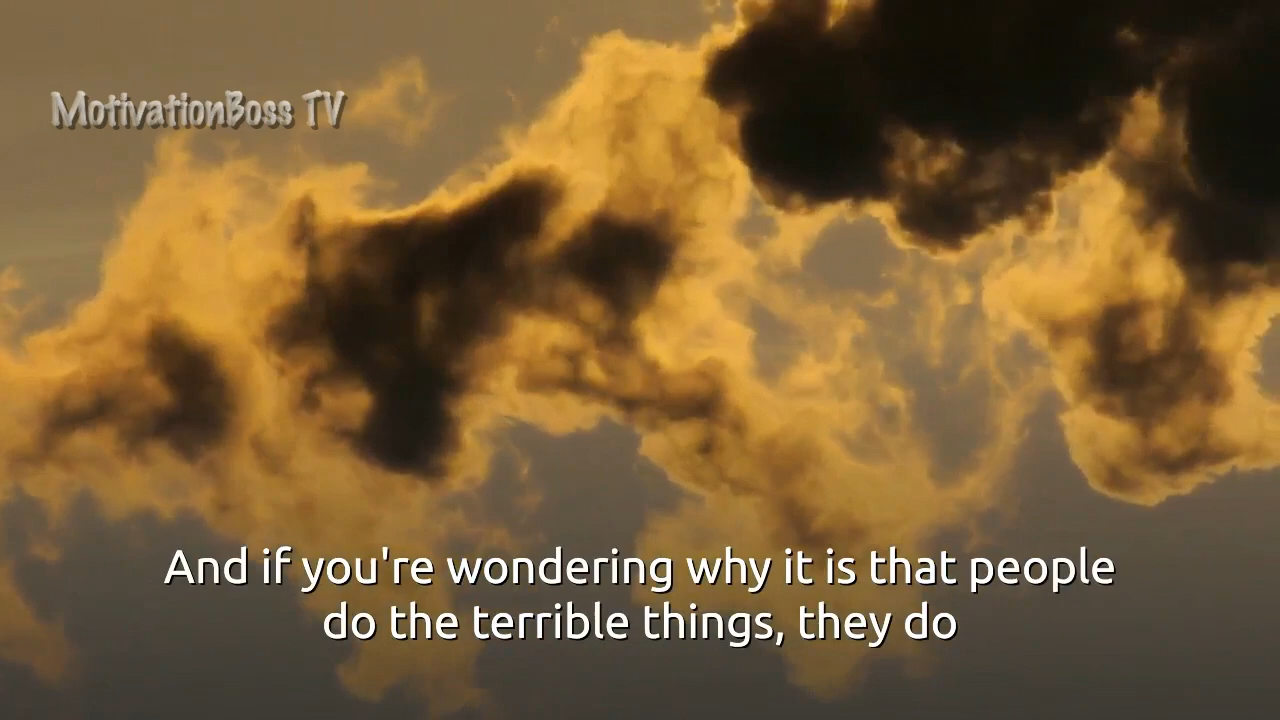 MotivationBoss TV
And if you're wondering why it is that people
do the terrible things, they do